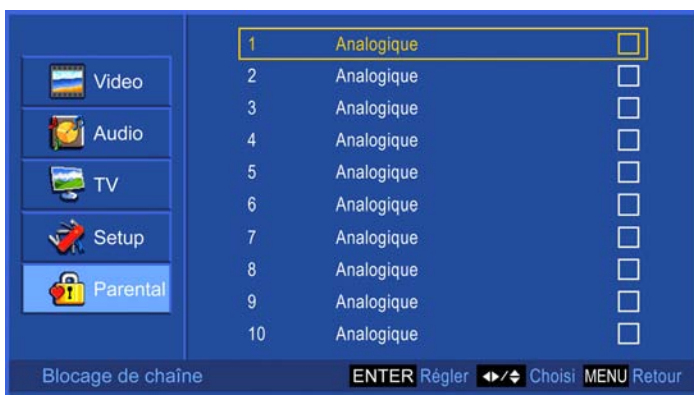 Video
Audio
TV
Setup
Parental
1 Analogique
2 Analogique
3 Analogique
4 Analogique
5 Analogique
6 Analogique
7 Analogique
8 Analogique
9 Analogique
10 Analogique
Blocage de chaîne ENTER Régler / Choisi MENU Retour